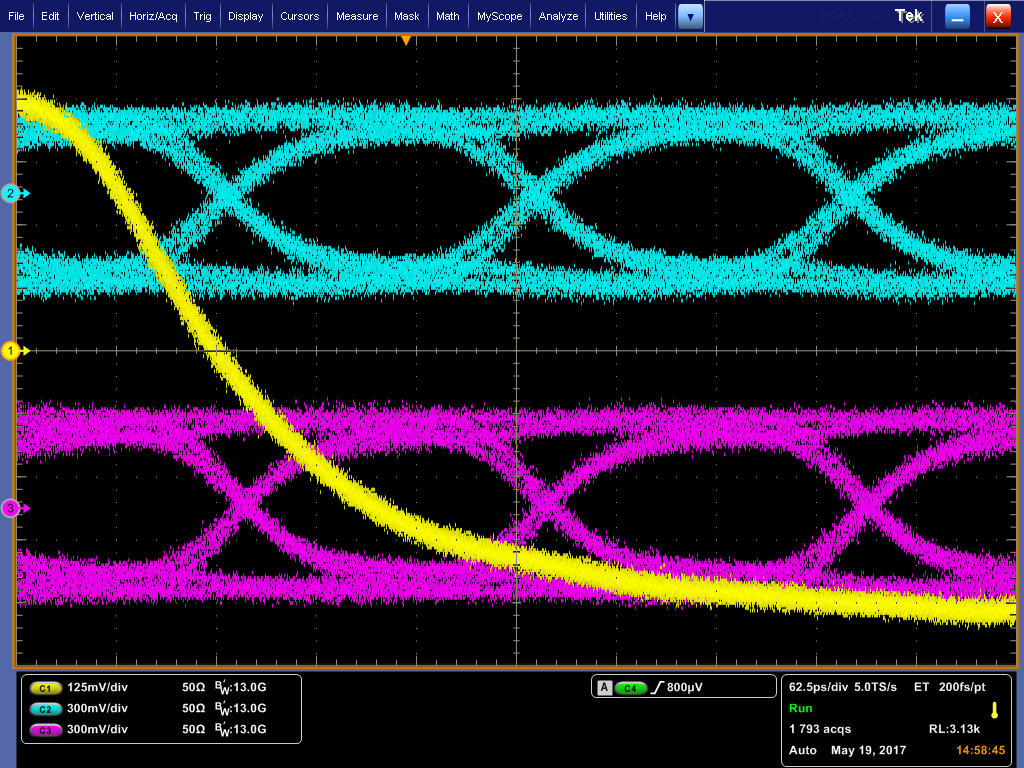 File Edit Vertical Horiz/Acq Trig Display Cursors Measure Mask Math MyScope Analyze Utilities Help Tek X
2
1
3
C1 125mV/div 50Ω B'W:13.0G
C2 300mV/div 50Ω B'W:13.0G
C3 300mV/div 50Ω B'W:13.0G
A C4 800µV
62.5ps/div 5.0TS/s ET 200fs/pt
Run
1 793 acqs RL:3.13k
Auto May 19, 2017 14:58:45